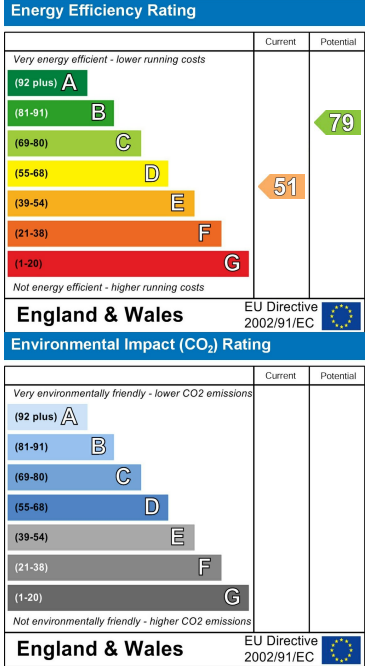 Energy Efficiency Rating
Current Potential
Very energy efficient - lower running costs
(92 plus) A
(81-91) B
(69-80) C
(55-68) D
(39-54) E
(21-38) F
(1-20) G
79
51
Not energy efficient - higher running costs
England & Wales
EU Directive
2002/91/EC
Environmental Impact (CO₂) Rating
Current Potential
Very environmentally friendly - lower CO2 emissions
(92 plus) A
(81-91) B
(69-80) C
(55-68) D
(39-54) E
(21-38) F
(1-20) G
Not environmentally friendly - higher CO2 emissions
England & Wales
EU Directive
2002/91/EC